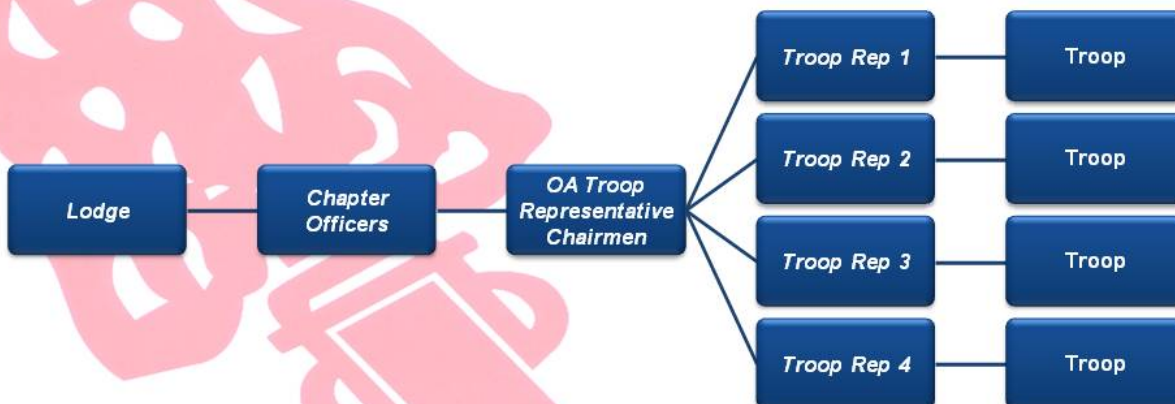 Lodge
Chapter
Officers
OA Troop
Representative
Chairmen
Troop Rep 1
Troop
Troop Rep 2
Troop
Troop Rep 3
Troop
Troop Rep 4
Troop